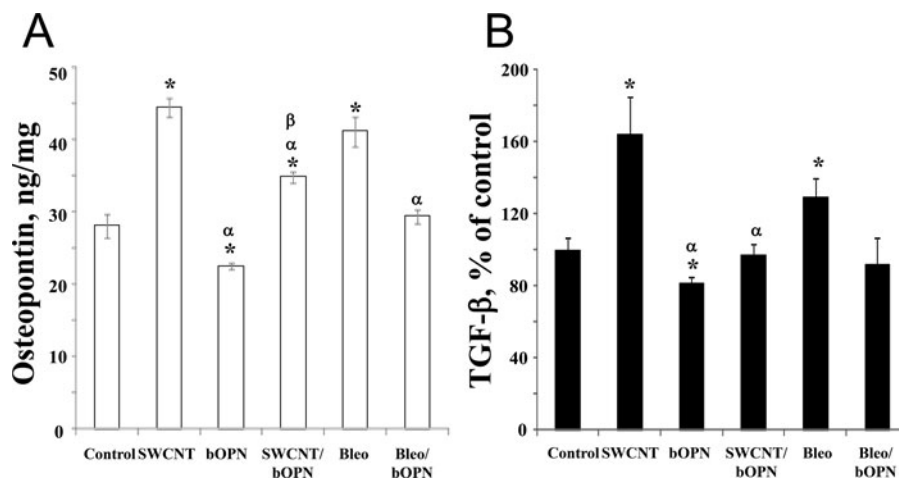 A
Osteopontin, ng/mg
50
40
30
20
10
0
*
α
*
β
α
*
*
α
Control SWCNT bOPN SWCNT/ Bleo Bleo/
bOPN bOPN
B
TGF-β, % of control
200
160
120
80
40
0
*
α
*
α
*
Control SWCNT bOPN SWCNT/ Bleo Bleo/
bOPN bOPN